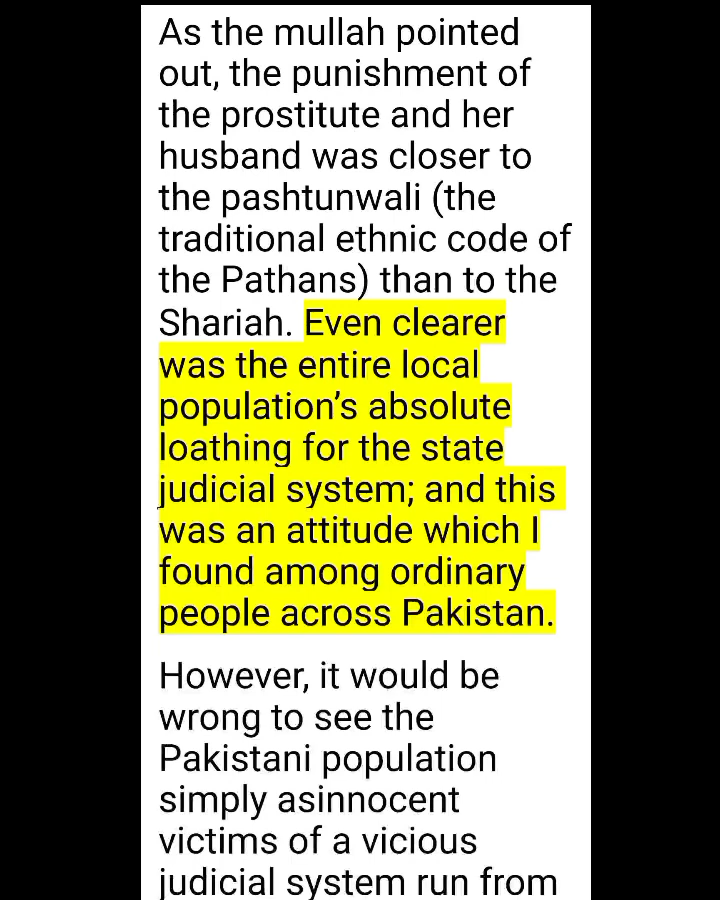 As the mullah pointed
out, the punishment of
the prostitute and her
husband was closer to
the pashtunwali (the
traditional ethnic code of
the Pathans) than to the
Shariah. Even clearer
was the entire local
population’s absolute
loathing for the state
judicial system; and this
was an attitude which I
found among ordinary
people across Pakistan.
However, it would be
wrong to see the
Pakistani population
simply asinnocent
victims of a vicious
judicial system run from